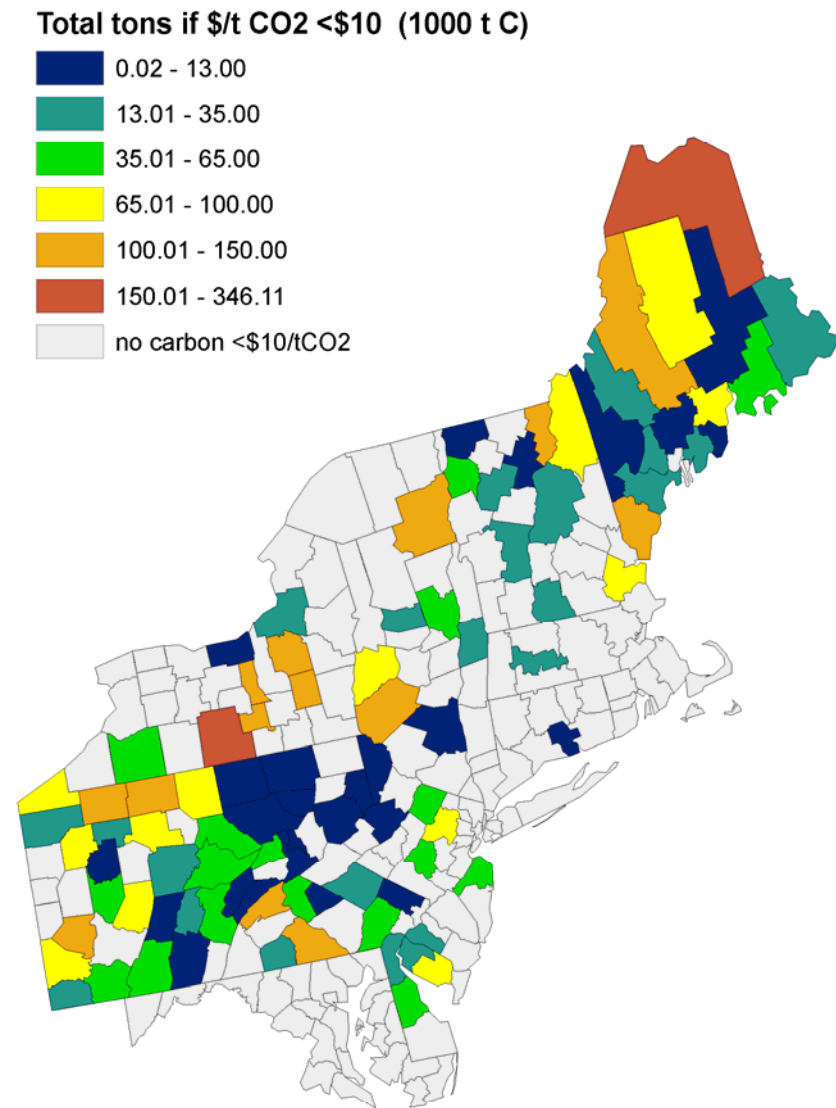 Total tons if $/t CO2 <$10 (1000 t C)
0.02 - 13.00
13.01 - 35.00
35.01 - 65.00
65.01 - 100.00
100.01 - 150.00
150.01 - 346.11
no carbon <$10/tCO2